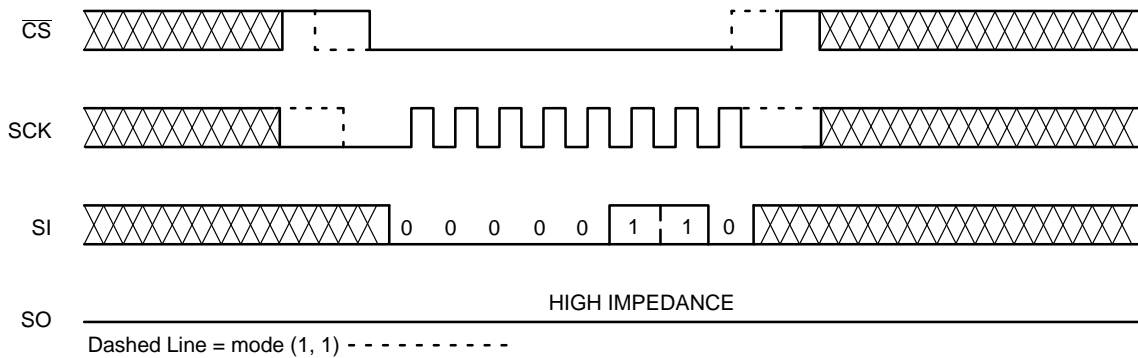 CS
SCK
SI
0 0 0 0 0 1 1 0
HIGH IMPEDANCE
SO
Dashed Line = mode (1, 1)